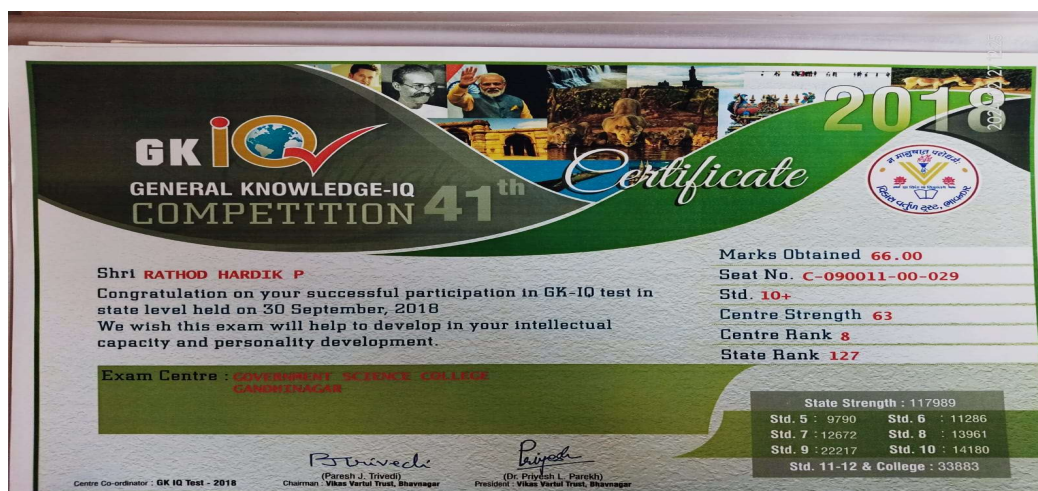 2018
GK IQ
GENERAL KNOWLEDGE-IQ
COMPETITION 41th
Certificate
न मानुषात् परो धर्मः
विकास वर्तुल ट्रस्ट, भावनगर
Shri RATHOD HARDIK P
Congratulation on your successful participation in GK-IQ test in
state level held on 30 September, 2018
We wish this exam will help to develop in your intellectual
capacity and personality development.
Exam Centre : GOVERNMENT SCIENCE COLLEGE
GANDHINAGAR
Marks Obtained 66.00
Seat No. C-090011-00-029
Std. 10+
Centre Strength 63
Centre Rank 8
State Rank 127
State Strength : 117989
Std. 5 : 9790 Std. 6 : 11286
Std. 7 : 12672 Std. 8 : 13961
Std. 9 : 22217 Std. 10 : 14180
Std. 11-12 & College : 33883
Centre Co-ordinator : GK IQ Test - 2018
(Paresh J. Trivedi)
Chairman : Vikas Vartul Trust, Bhavnagar
(Dr. Priyesh L. Parekh)
President : Vikas Vartul Trust, Bhavnagar